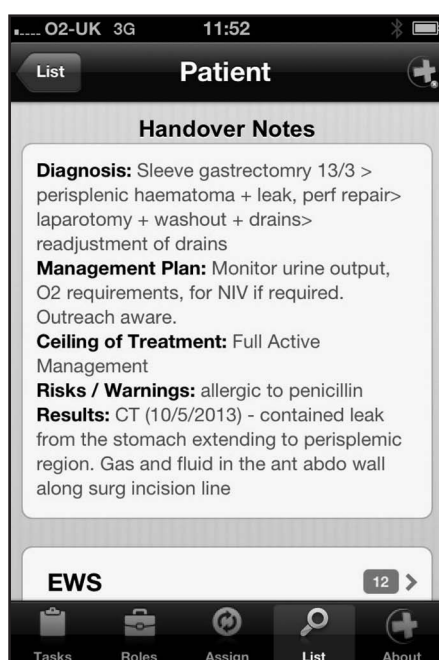 O2-UK 3G 11:52
List Patient
Handover Notes
Diagnosis: Sleeve gastrectomry 13/3 >
perisplenic haematoma + leak, perf repair>
laparotomy + washout + drains>
readjustment of drains
Management Plan: Monitor urine output,
O2 requirements, for NIV if required.
Outreach aware.
Ceiling of Treatment: Full Active
Management
Risks / Warnings: allergic to penicillin
Results: CT (10/5/2013) - contained leak
from the stomach extending to perisplemic
region. Gas and fluid in the ant abdo wall
along surg incision line
EWS 12
Tasks Roles Assign List About